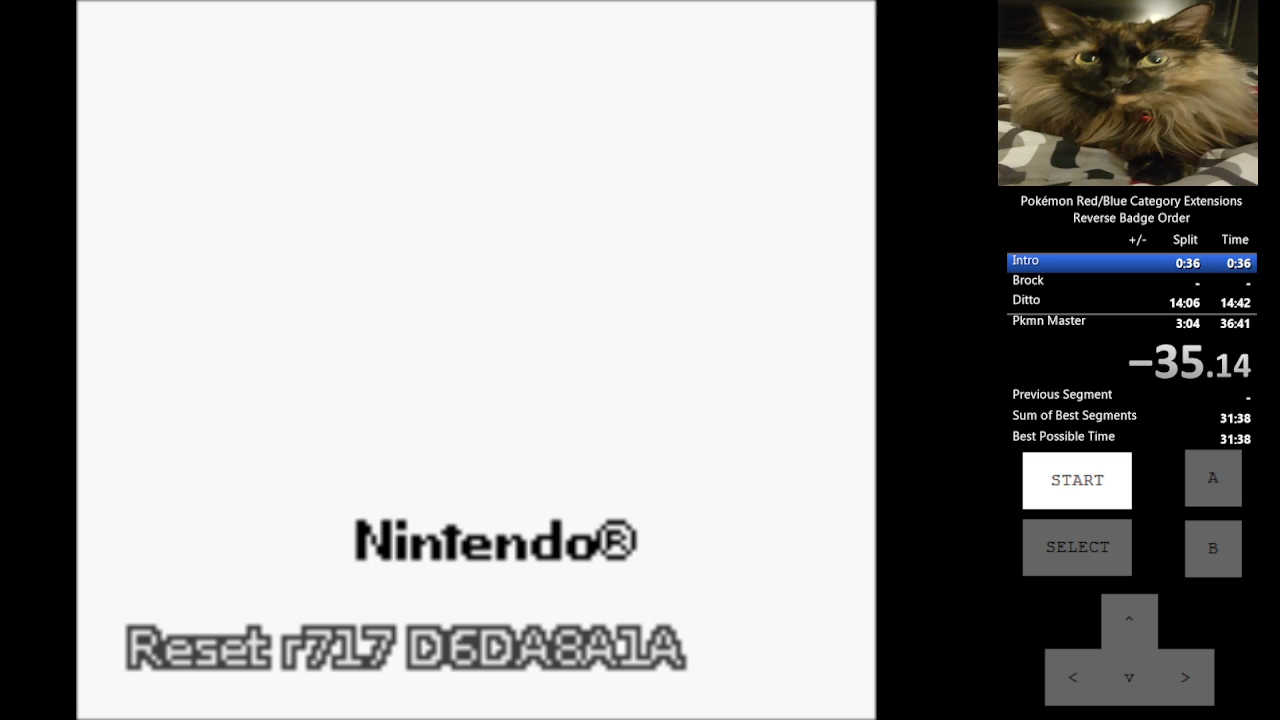 Nintendo®
Reset r717 D6DA8A1A
Pokémon Red/Blue Category Extensions
Reverse Badge Order
+/- Split Time
Intro 0:36 0:36
Brock - -
Ditto 14:06 14:42
Pkmn Master 3:04 36:41
−35.14
Previous Segment -
Sum of Best Segments 31:38
Best Possible Time 31:38
START A
SELECT B
^
< v >